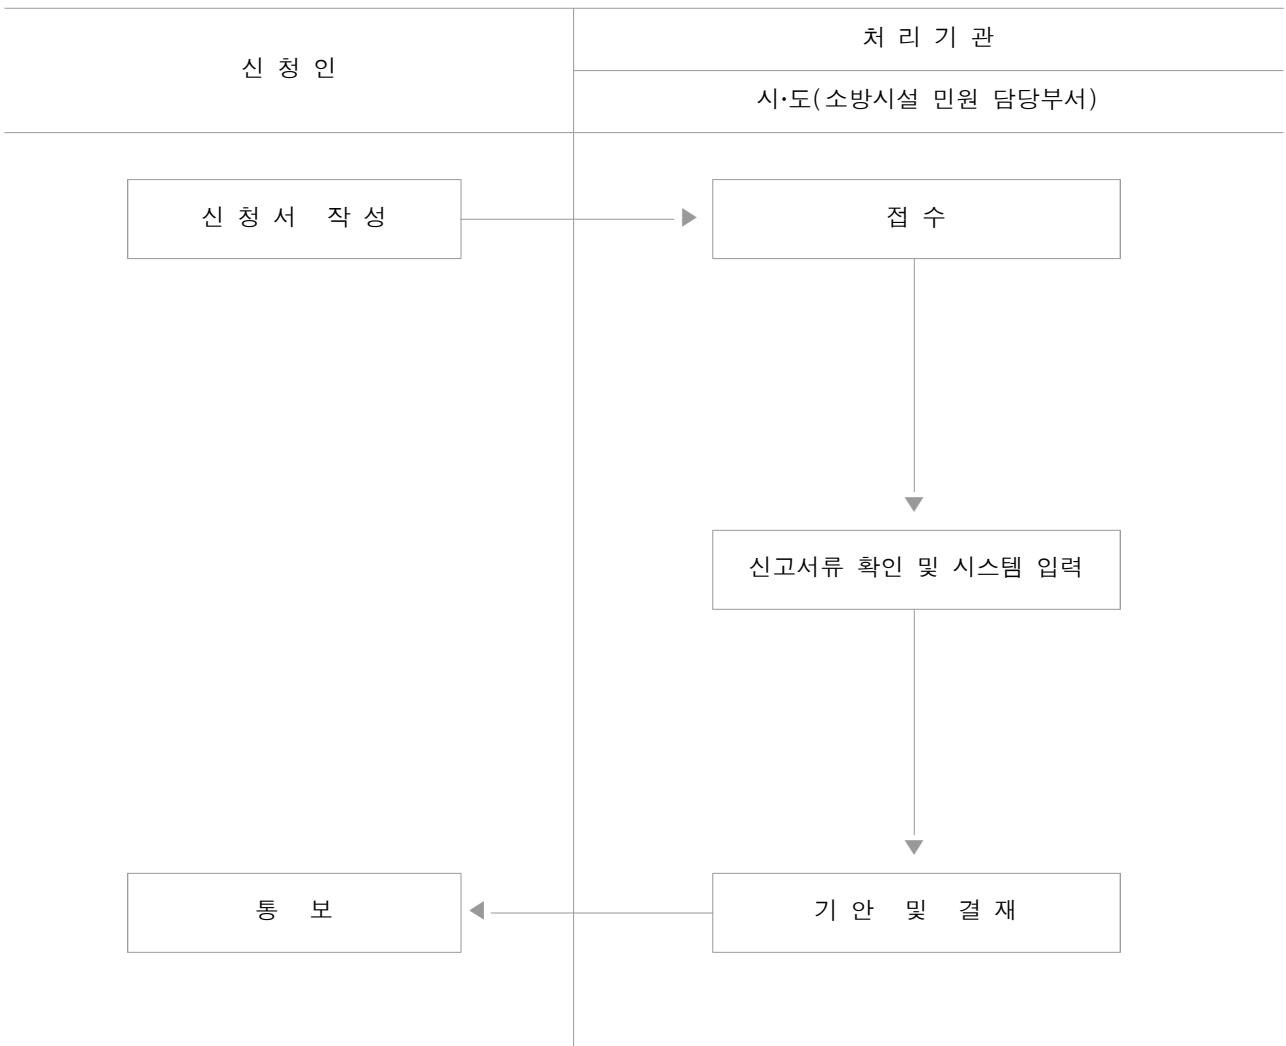 신 청 인
처 리 기 관
시·도(소방시설 민원 담당부서)
신 청 서 작 성
접 수
신고서류 확인 및 시스템 입력
통 보
기 안 및 결 재